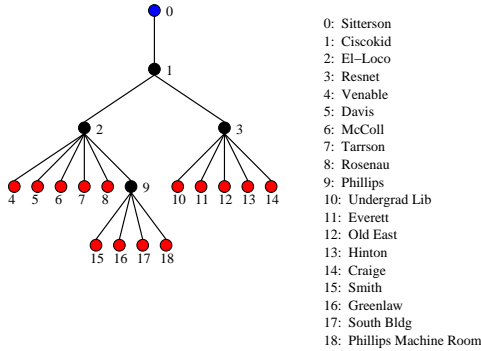 0
1
2
3
4 5 6 7 8 9 10 11 12 13 14
15 16 17 18
0: Sitterson
1: Ciscokid
2: El-Loco
3: Resnet
4: Venable
5: Davis
6: McColl
7: Tarrson
8: Rosenau
9: Phillips
10: Undergrad Lib
11: Everett
12: Old East
13: Hinton
14: Craige
15: Smith
16: Greenlaw
17: South Bldg
18: Phillips Machine Room